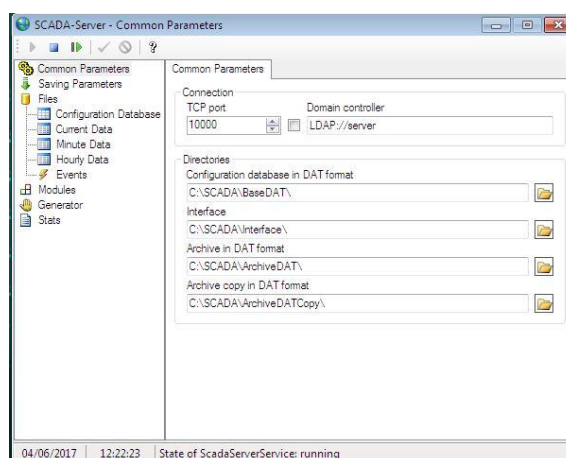 SCADA-Server - Common Parameters
Common Parameters
Saving Parameters
Files
Configuration Database
Current Data
Minute Data
Hourly Data
Events
Modules
Generator
Stats
Common Parameters
Connection
TCP port
Domain controller
10000
LDAP://server
Directories
Configuration database in DAT format
C:\SCADA\BaseDAT\
Interface
C:\SCADA\Interface\
Archive in DAT format
C:\SCADA\ArchiveDAT\
Archive copy in DAT format
C:\SCADA\ArchiveDATCopy\
04/06/2017 12:22:23 State of ScadaServerService: running